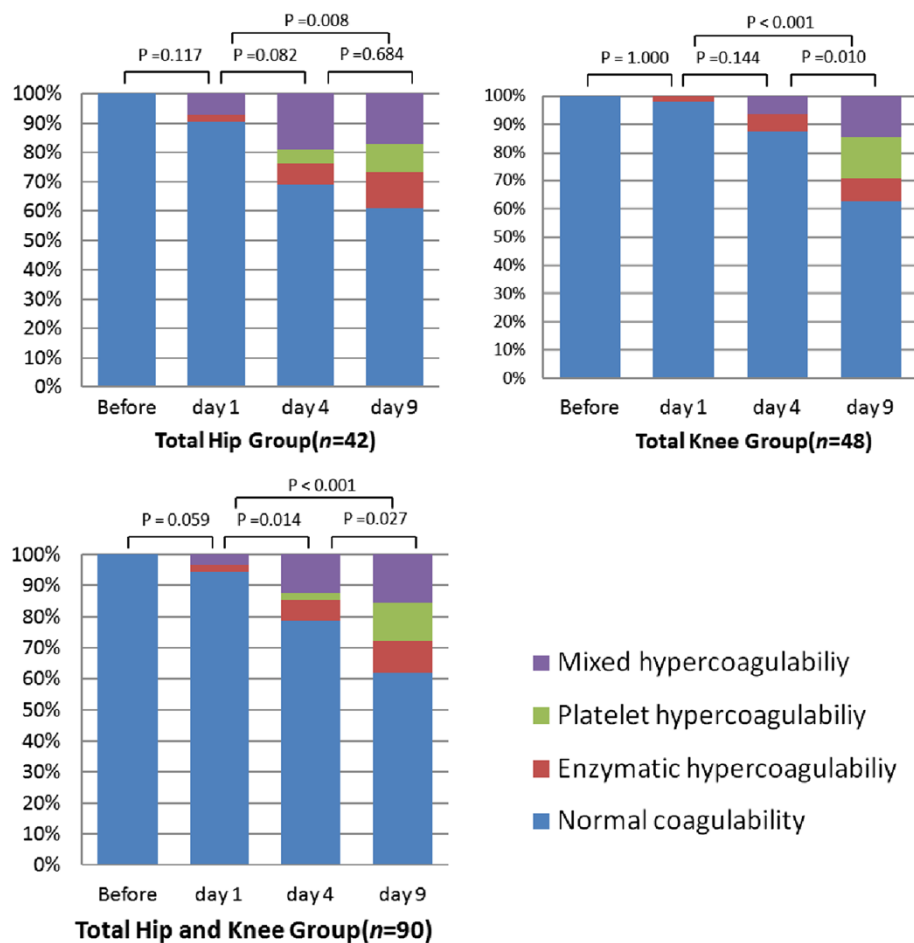 P =0.008
P =0.117 P =0.082 P =0.684
100%
90%
80%
70%
60%
50%
40%
30%
20%
10%
0%
Before day 1 day 4 day 9
Total Hip Group(n=42)
P < 0.001
P = 1.000 P =0.144 P =0.010
100%
90%
80%
70%
60%
50%
40%
30%
20%
10%
0%
Before day 1 day 4 day 9
Total Knee Group(n=48)
P < 0.001
P = 0.059 P =0.014 P =0.027
100%
90%
80%
70%
60%
50%
40%
30%
20%
10%
0%
Before day 1 day 4 day 9
Total Hip and Knee Group(n=90)
Mixed hypercoagulabiliy
Platelet hypercoagulabiliy
Enzymatic hypercoagulabiliy
Normal coagulability